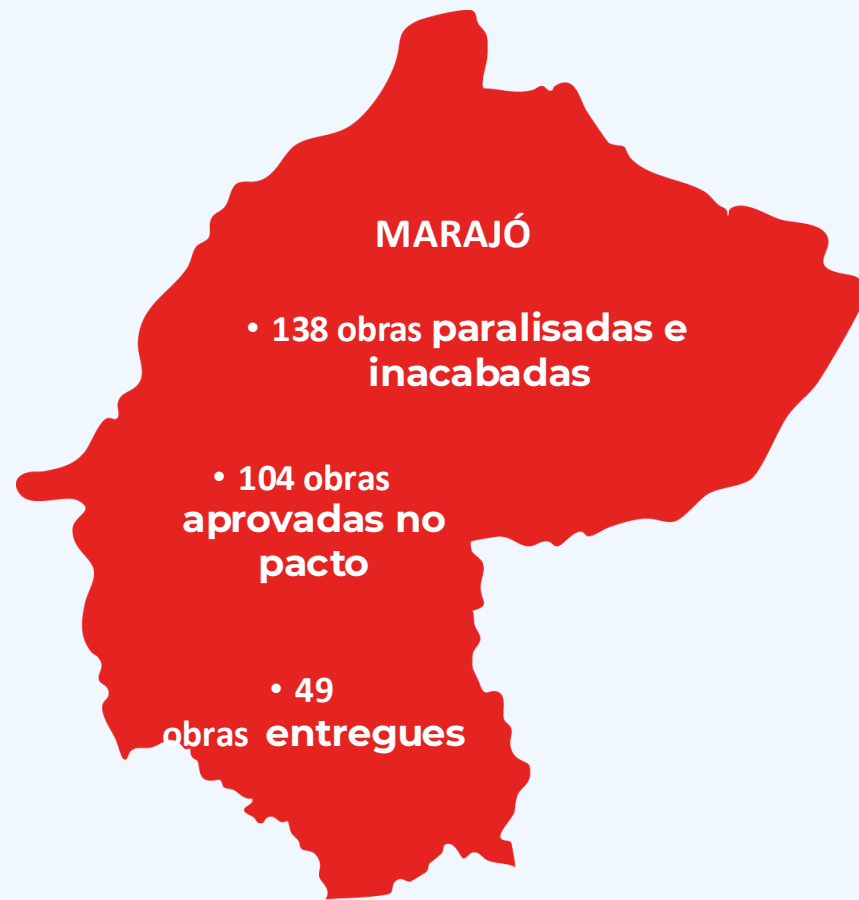 MARAJÓ
• 138 obras paralisadas e
inacabadas
• 104 obras
aprovadas no
pacto
• 49
obras entregues